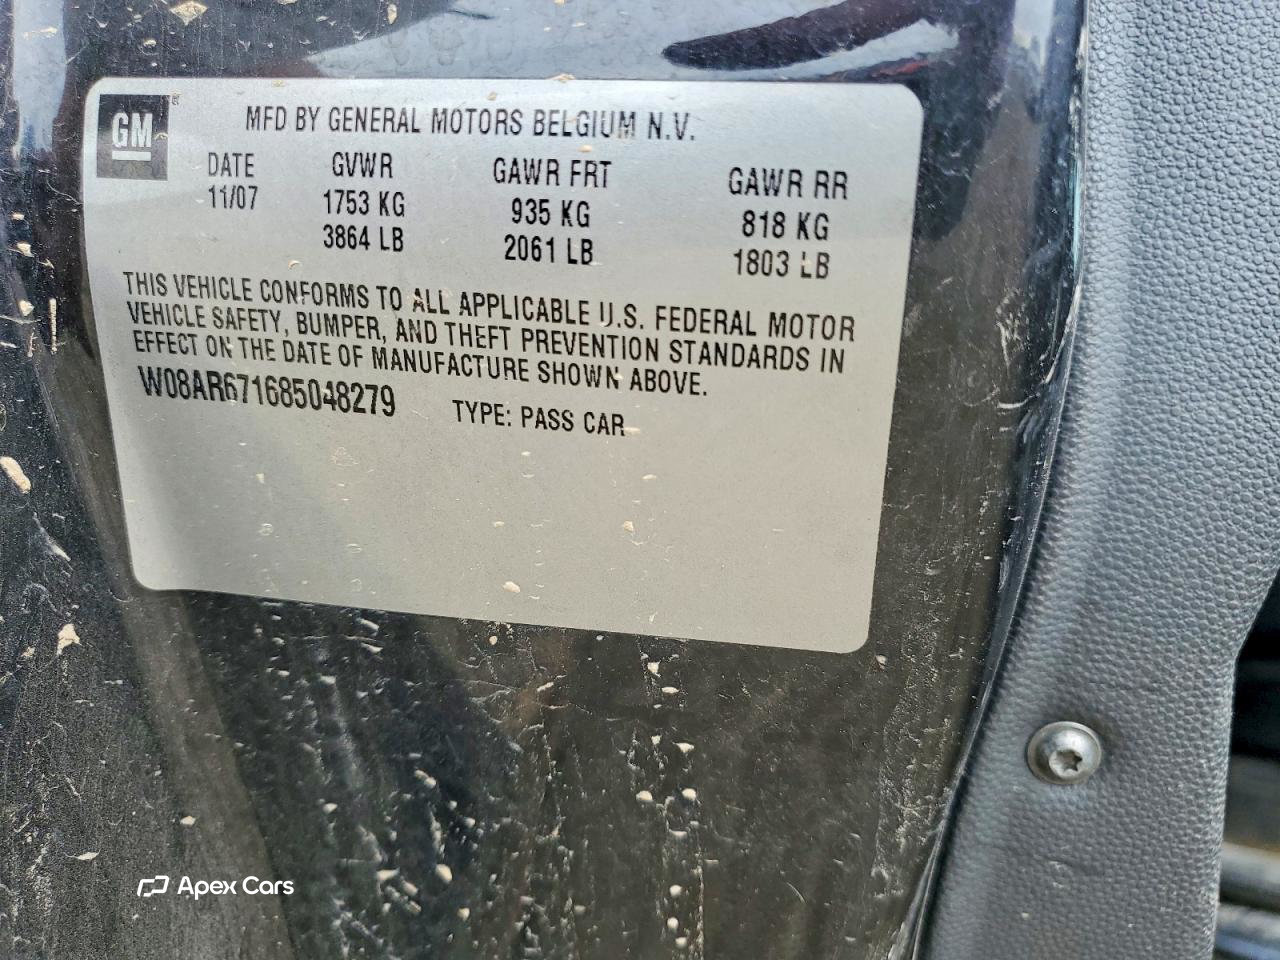 GM
MFD BY GENERAL MOTORS BELGIUM N.V.
DATE GVWR GAWR FRT GAWR RR
11/07 1753 KG 935 KG 818 KG
3864 LB 2061 LB 1803 LB
THIS VEHICLE CONFORMS TO ALL APPLICABLE U.S. FEDERAL MOTOR
VEHICLE SAFETY, BUMPER, AND THEFT PREVENTION STANDARDS IN
EFFECT ON THE DATE OF MANUFACTURE SHOWN ABOVE.
W08AR671685048279 TYPE: PASS CAR
Apex Cars